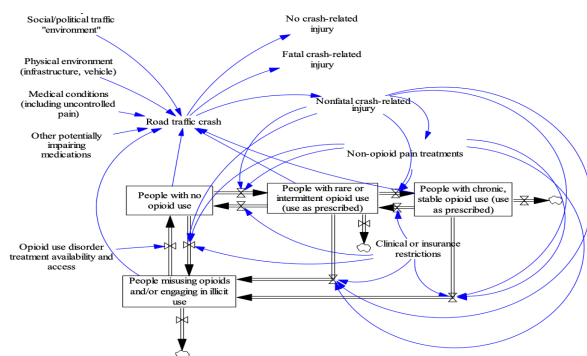 Social/political traffic
"environment"
No crash-related
injury
Fatal crash-related
injury
Physical environment
(infrastructure, vehicle)
Medical conditions
(including uncontrolled
pain)
Nonfatal crash-related
injury
Road traffic crash
Other potentially
impairing
medications
Non-opioid pain treatments
People with no
opioid use
People with rare or
intermittent opioid use
(use as prescribed)
People with chronic,
stable opioid use (use
as prescribed)
Opioid use disorder
treatment availability and
access
Clinical or insurance
restrictions
People misusing opioids
and/or engaging in illicit
use